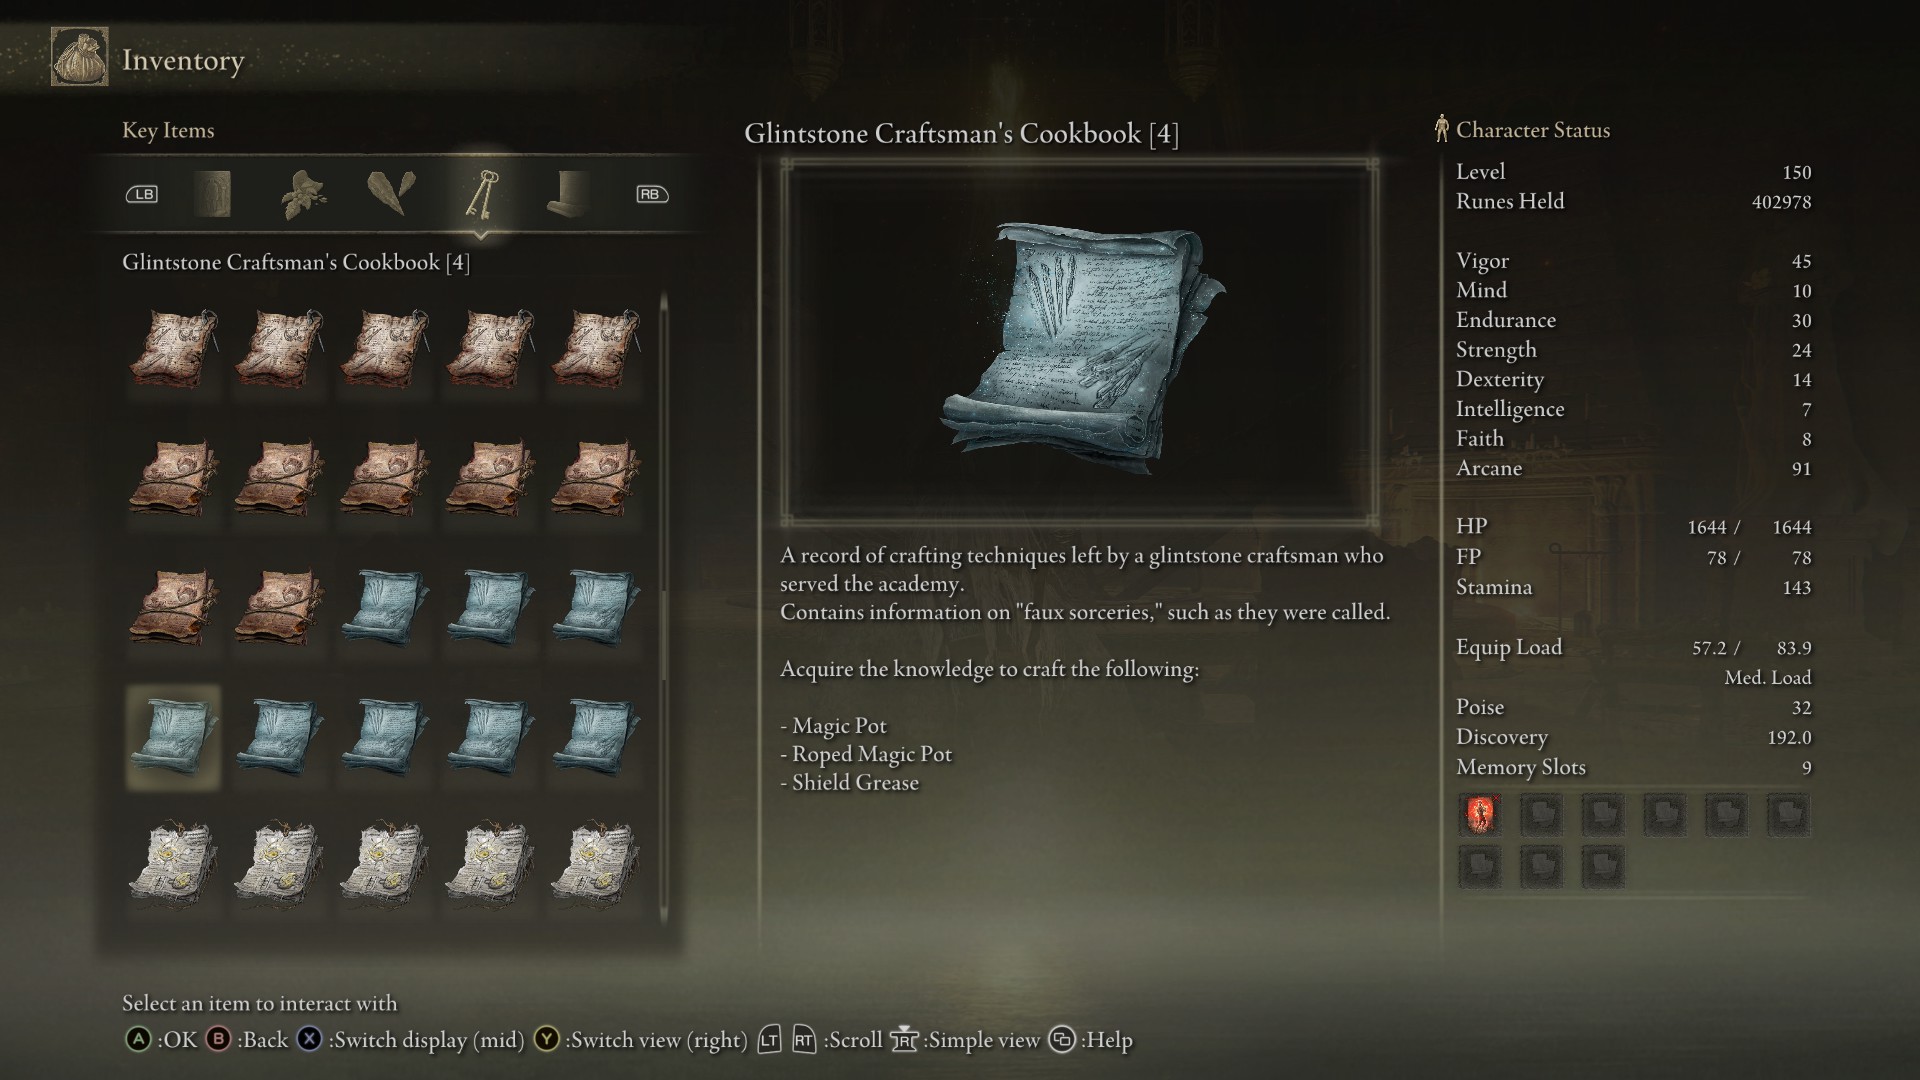 Inventory
Key Items
LB
RB
Glintstone Craftsman's Cookbook [4]
Glintstone Craftsman's Cookbook [4]
A record of crafting techniques left by a glintstone craftsman who
served the academy.
Contains information on "faux sorceries," such as they were called.
Acquire the knowledge to craft the following:
- Magic Pot
- Roped Magic Pot
- Shield Grease
Character Status
Level 150
Runes Held 402978
Vigor 45
Mind 10
Endurance 30
Strength 24
Dexterity 14
Intelligence 7
Faith 8
Arcane 91
HP 1644 / 1644
FP 78 / 78
Stamina 143
Equip Load 57.2 / 83.9
Med. Load
Poise 32
Discovery 192.0
Memory Slots 9
Select an item to interact with
A :OK B :Back X :Switch display (mid) Y :Switch view (right) LT RT :Scroll R :Simple view :Help